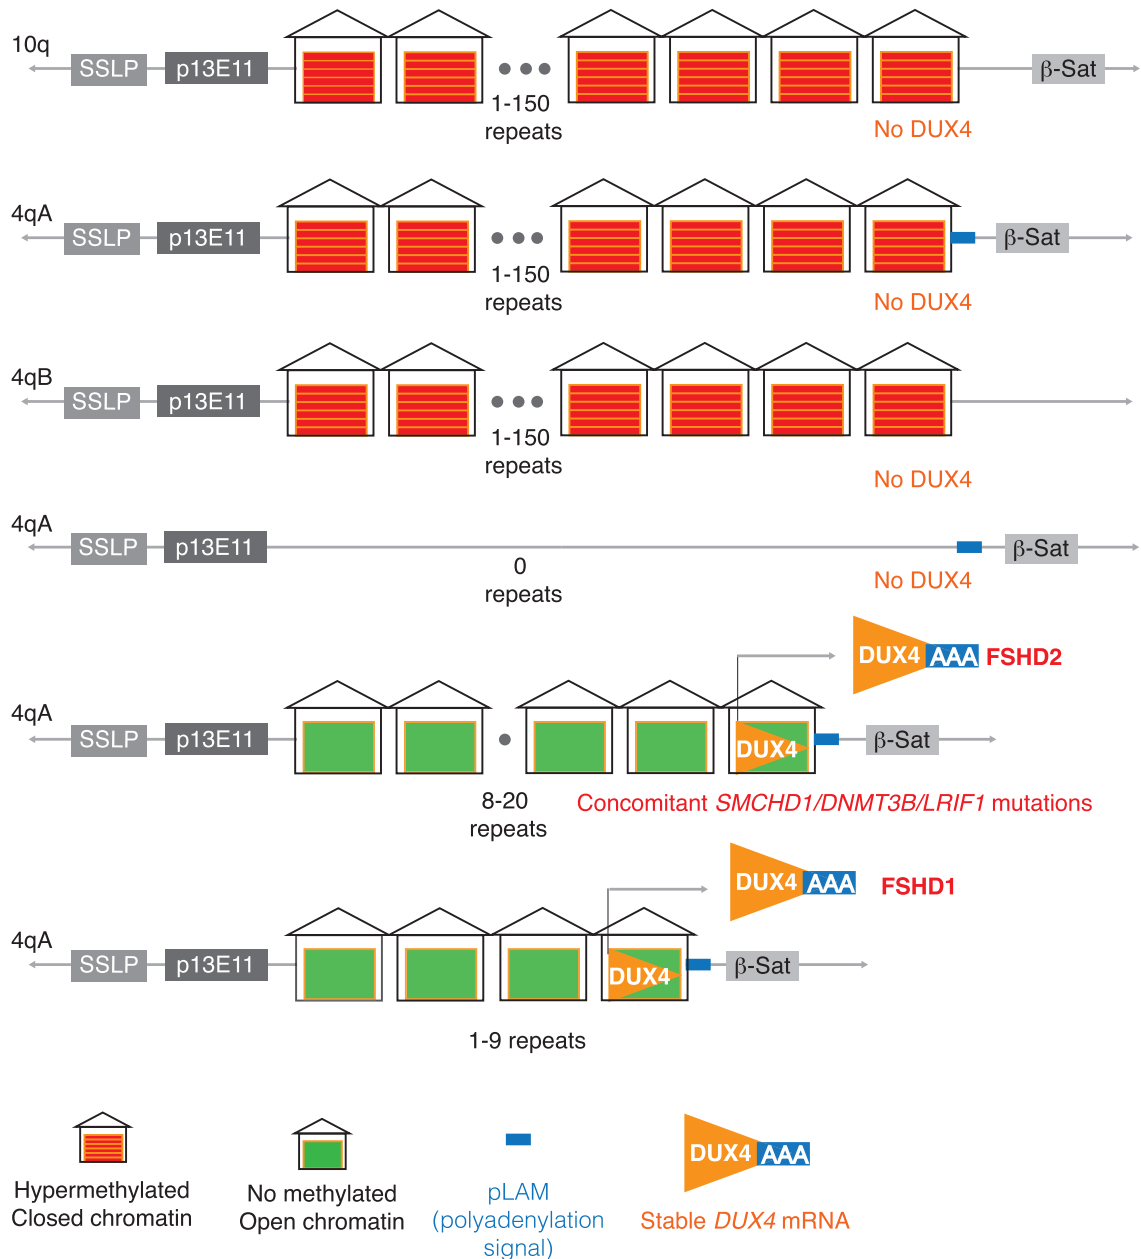 10q
SSLP p13E11 β-Sat
1-150
repeats
No DUX4
4qA
SSLP p13E11 β-Sat
1-150
repeats
No DUX4
4qB
SSLP p13E11
1-150
repeats
No DUX4
4qA
SSLP p13E11 β-Sat
0
repeats
No DUX4
DUX4 AAA FSHD2
4qA
SSLP p13E11 DUX4 β-Sat
8-20
repeats
Concomitant SMCHD1/DNMT3B/LRIF1 mutations
DUX4 AAA FSHD1
4qA
SSLP p13E11 DUX4 β-Sat
1-9 repeats
Hypermethylated
Closed chromatin
No methylated
Open chromatin
pLAM
(polyadenylation
signal)
DUX4 AAA
Stable DUX4 mRNA